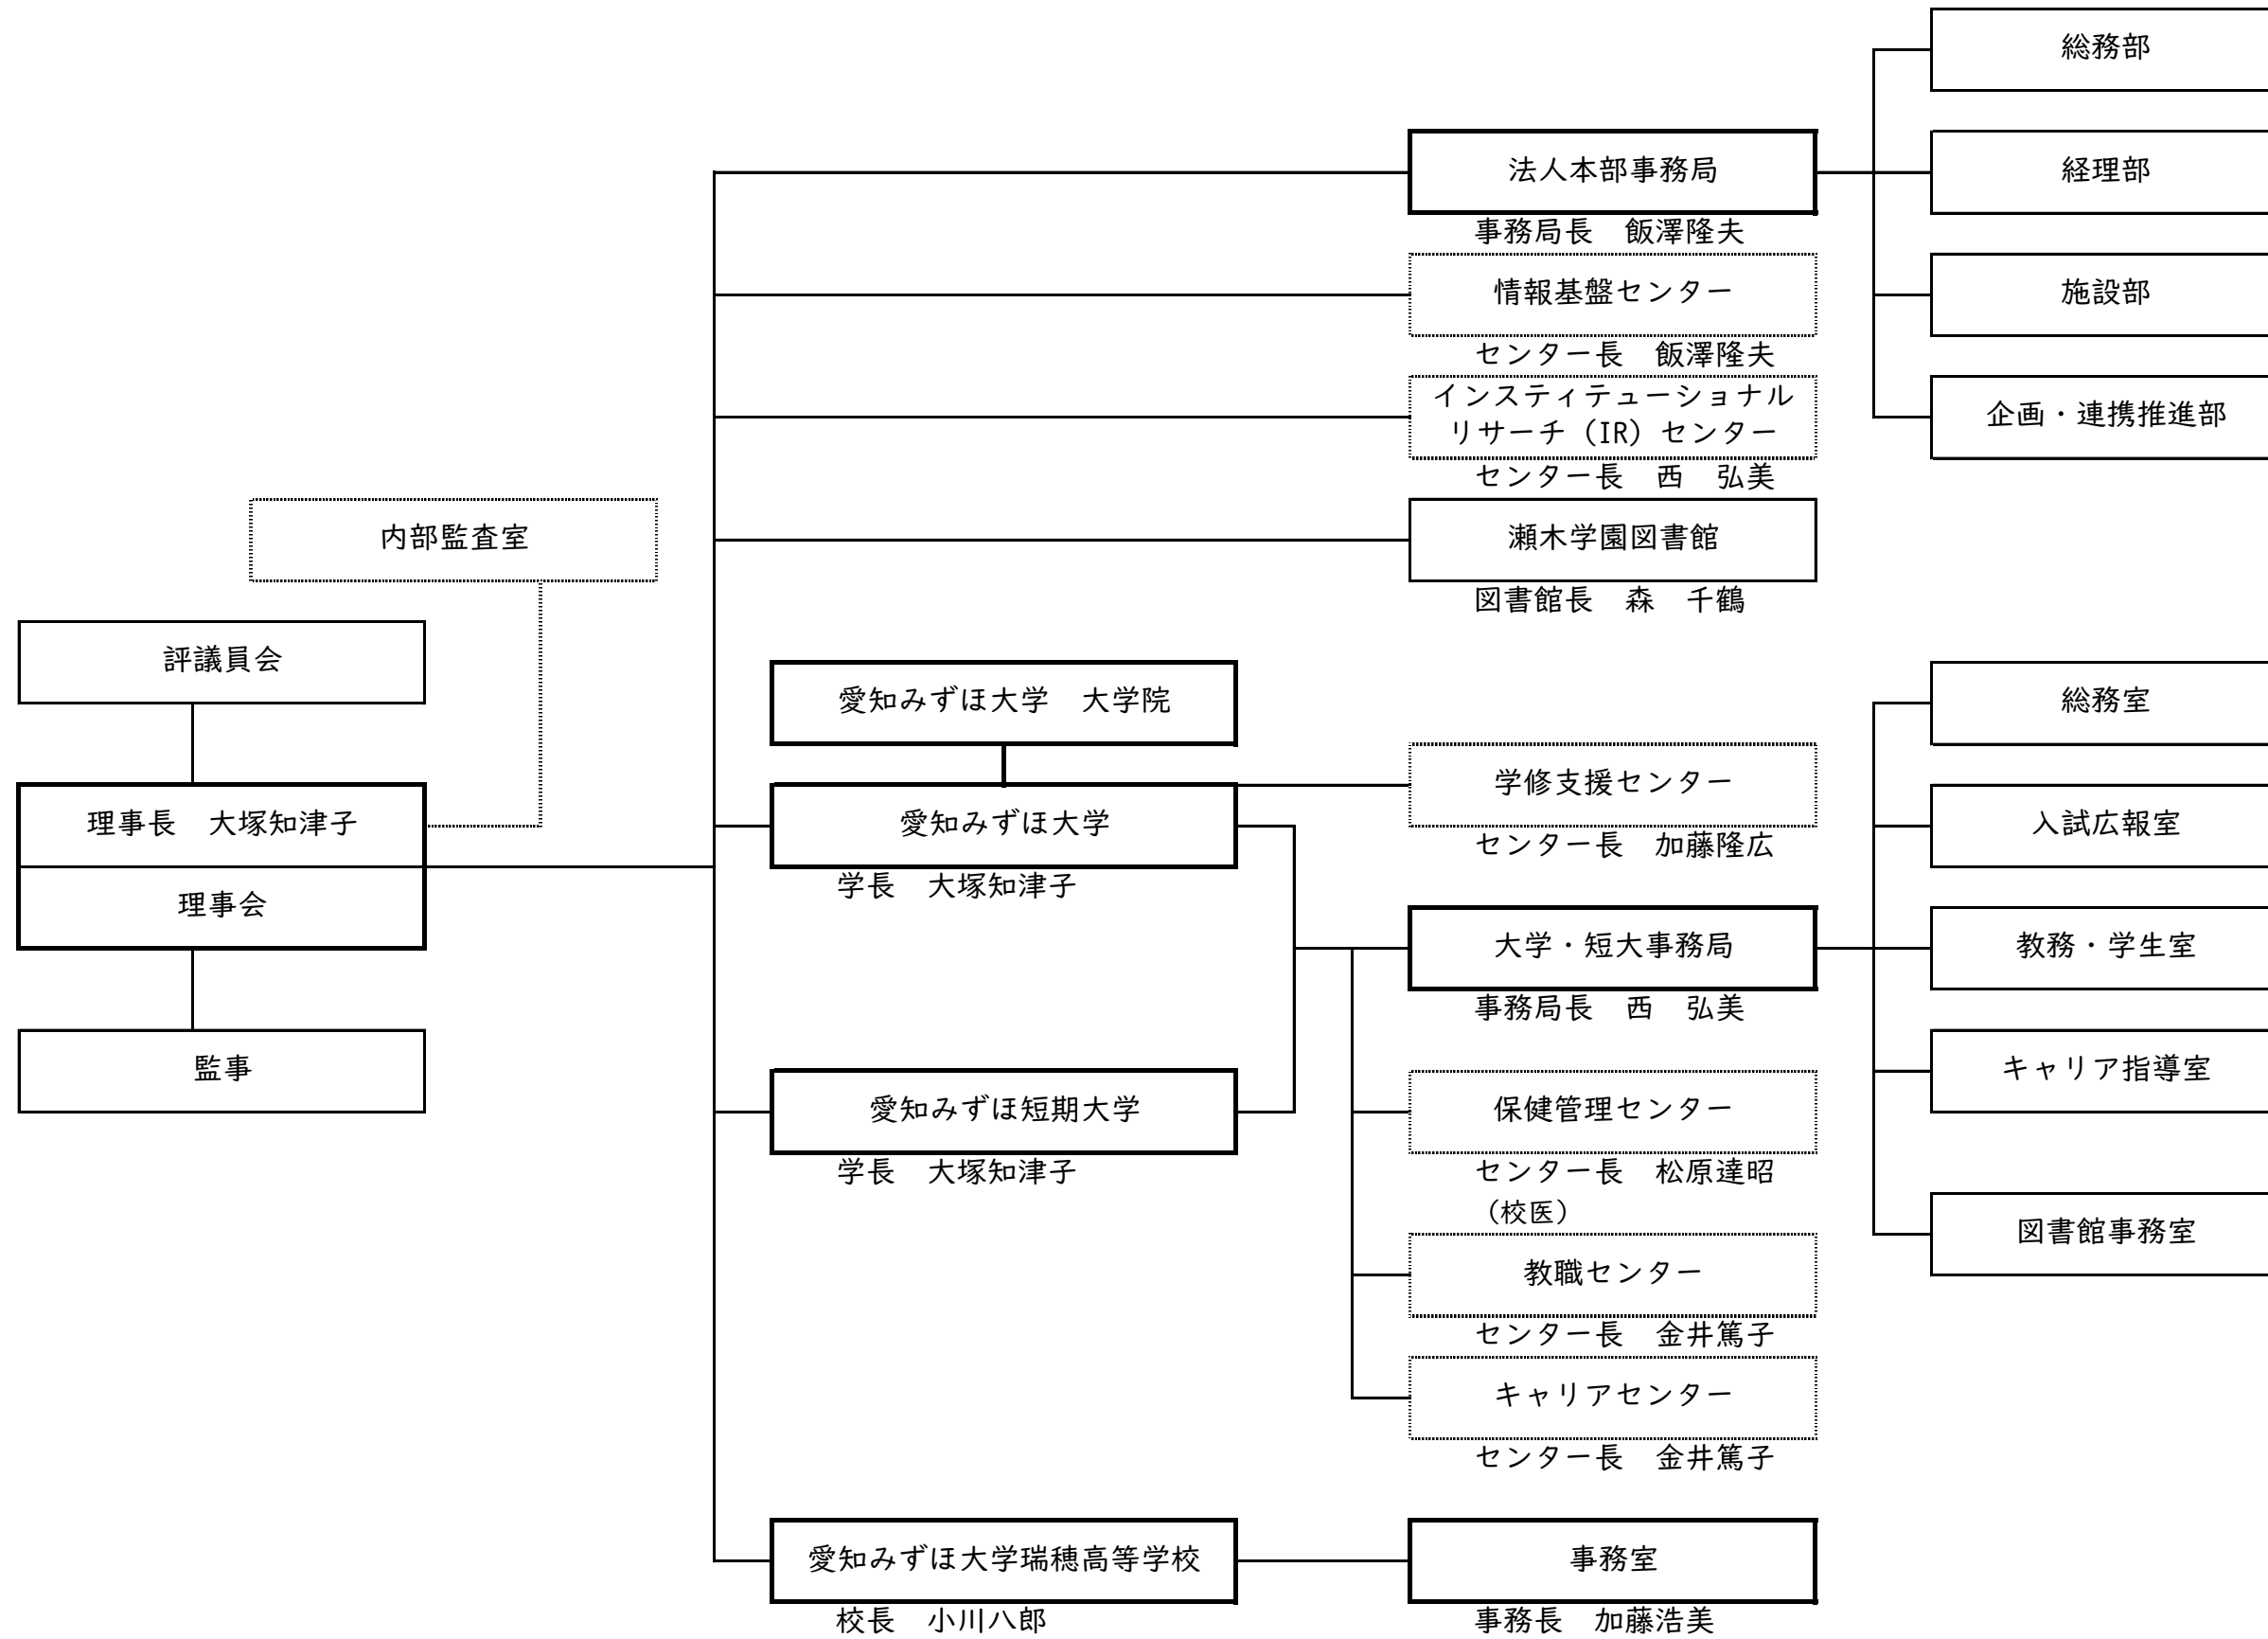 総務部
法人本部事務局
経理部
事務局長　飯澤隆夫
情報基盤センター
施設部
センター長　飯澤隆夫
インスティテューショナル
リサーチ（IR）センター
企画・連携推進部
センター長　西　弘美
内部監査室
瀬木学園図書館
図書館長　森　千鶴
評議員会
愛知みずほ大学　大学院
総務室
学修支援センター
理事長　大塚知津子
愛知みずほ大学
入試広報室
センター長　加藤隆広
学長　大塚知津子
理事会
大学・短大事務局
教務・学生室
事務局長　西　弘美
監事
キャリア指導室
愛知みずほ短期大学
保健管理センター
学長　大塚知津子
センター長　松原達昭
（校医）
図書館事務室
教職センター
センター長　金井篤子
キャリアセンター
センター長　金井篤子
愛知みずほ大学瑞穂高等学校
事務室
校長　小川八郎
事務長　加藤浩美